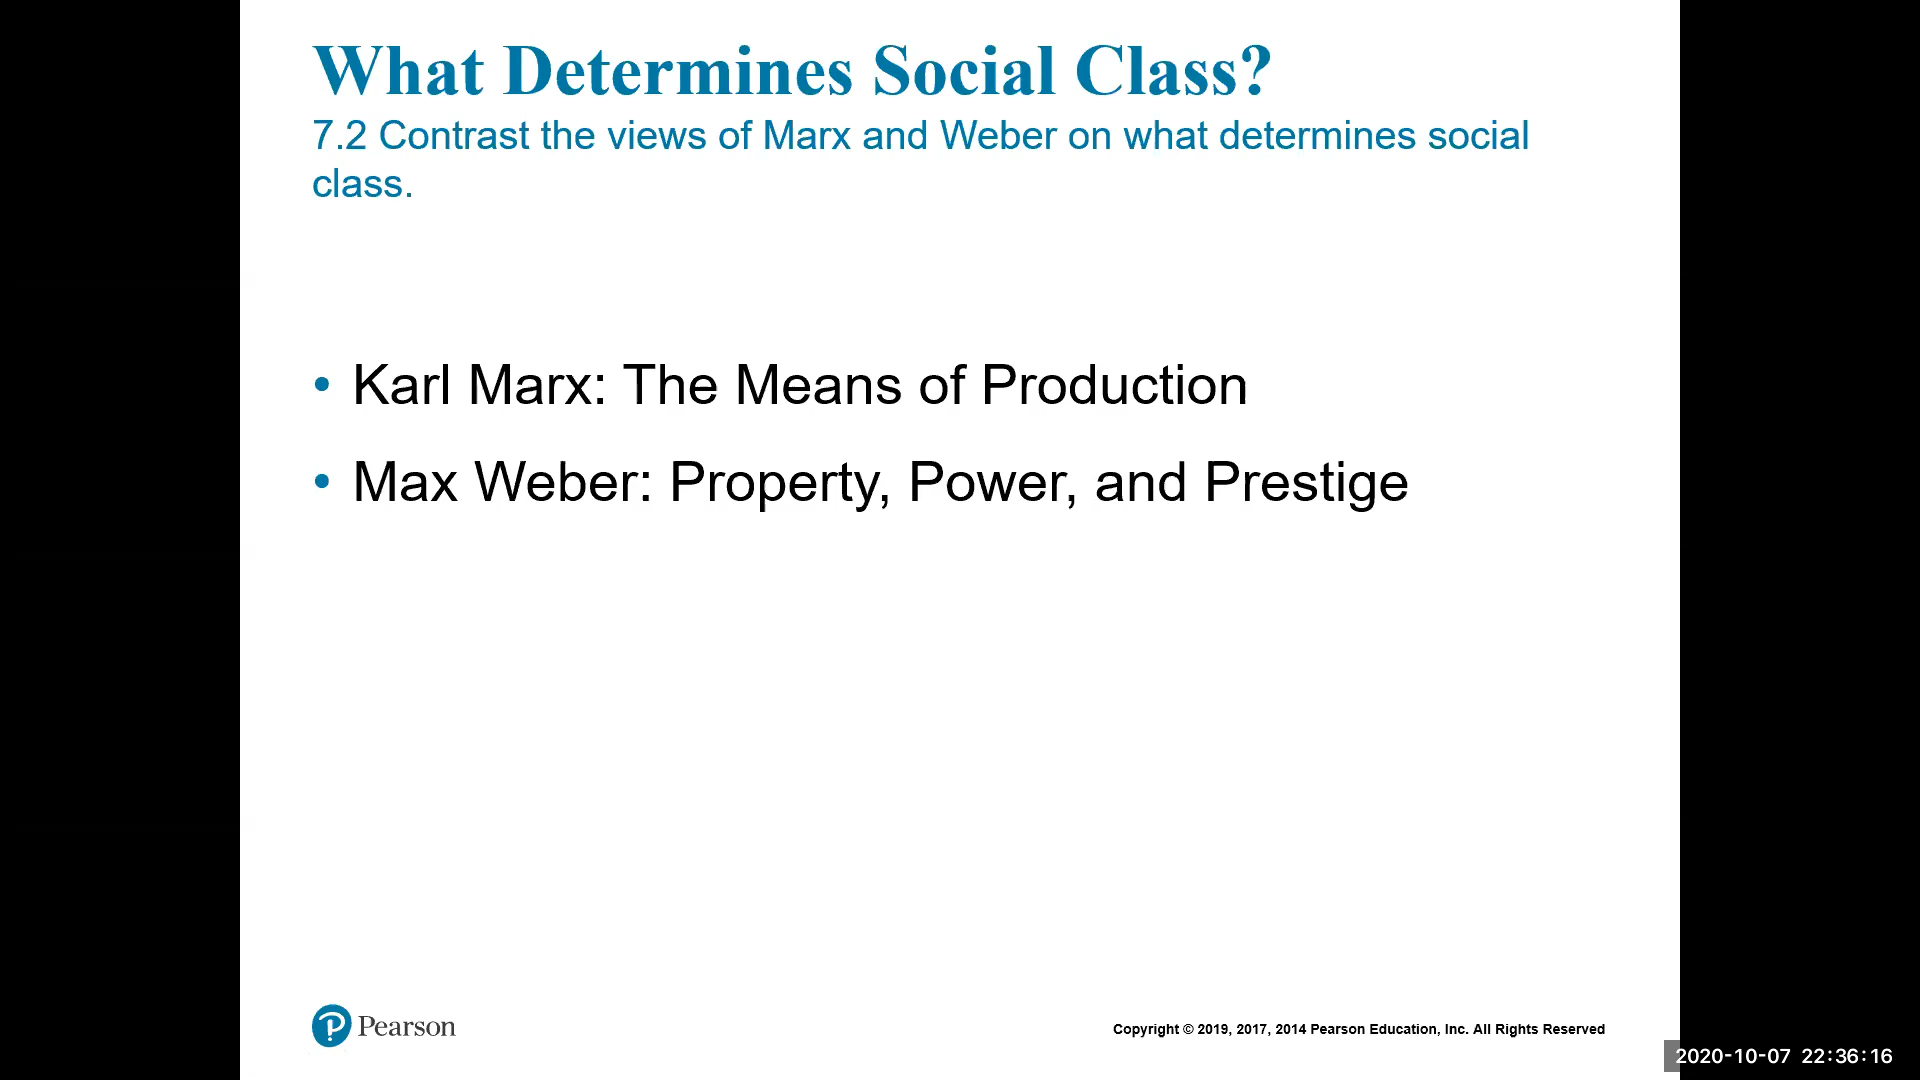 What Determines Social Class?
7.2 Contrast the views of Marx and Weber on what determines social
class.
• Karl Marx: The Means of Production
• Max Weber: Property, Power, and Prestige
Pearson
Copyright © 2019, 2017, 2014 Pearson Education, Inc. All Rights Reserved
2020-10-07 22:36:16